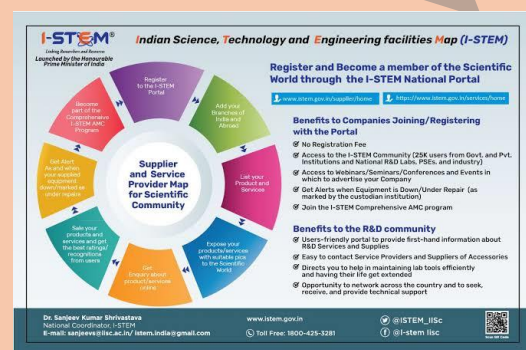 I-STEM®
Linking Researchers and Resources
Launched by the Honourable
Prime Minister of India
Indian Science, Technology and Engineering facilities Map (I-STEM)
Register
to the I-STEM
Portal
Add your
Branches of
India and
Abroad
List your
Product and
Services
Expose your
products/services
with suitable pics
to the Scientific
World
Get
Enquiry about
product/services
online
Sale your
products and
services and get
the best ratings/
recognitions
from users
Get Alert
As and when
your supplied
equipment
down/marked as
under repairs
Become
part of the
Comprehensive
I-STEM AMC
Program
Supplier
and Service
Provider Map
for Scientific
Community
Register and Become a member of the Scientific
World through the I-STEM National Portal
www.istem.gov.in/supplier/home
https://www.istem.gov.in/services/home
Benefits to Companies Joining/Registering
with the Portal
No Registration Fee
Access to the I-STEM Community (25K users from Govt. and Pvt.
Institutions and National R&D Labs, PSEs, and industry)
Access to Webinars/Seminars/Conferences and Events in
which to advertise your Company
Get Alerts when Equipment is Down/Under Repair (as
marked by the custodian institution)
Join the I-STEM Comprehensive AMC program
Benefits to the R&D community
Users-friendly portal to provide first-hand information about
R&D Services and Supplies
Easy to contact Service Providers and Suppliers of Accessories
Directs you to help in maintaining lab tools efficiently
and having their life get extended
Opportunity to network across the country and to seek,
receive, and provide technical support
Dr. Sanjeev Kumar Shrivastava
National Coordinator, I-STEM
E-mail: sanjeevs@iisc.ac.in/ istem.india@gmail.com
www.istem.gov.in
Toll Free: 1800-425-3281
@ISTEM_IISc
@I-stem Iisc